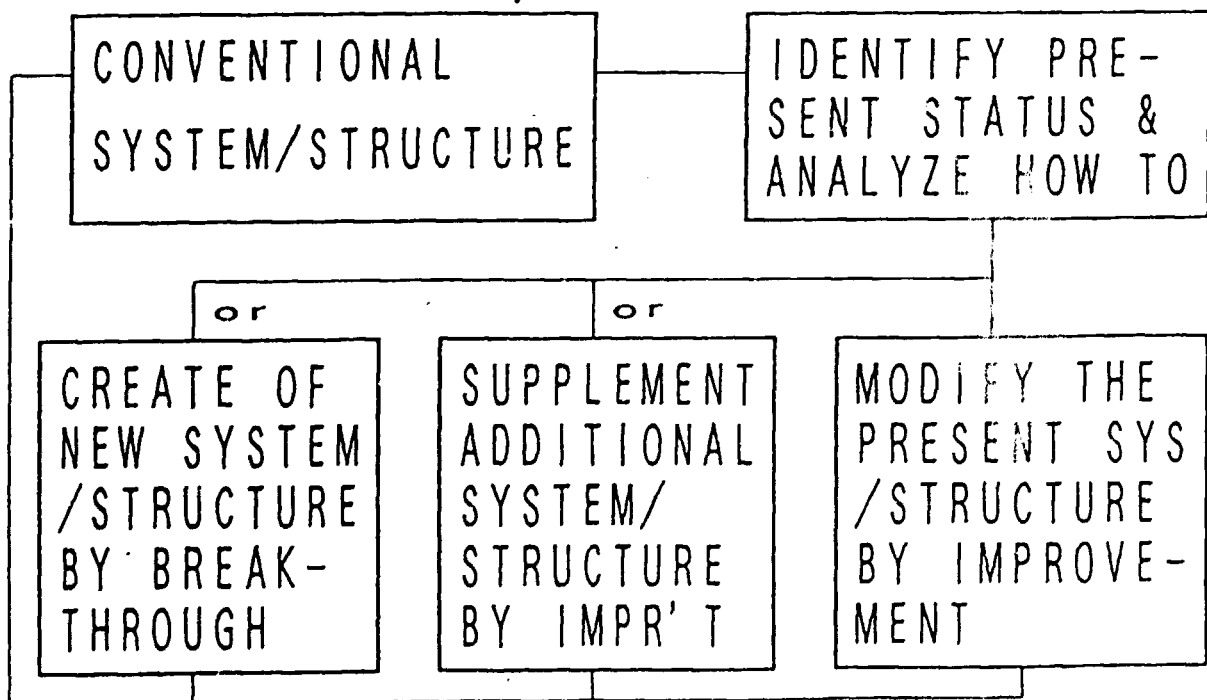 CONVENTIONAL
SYSTEM/STRUCTURE
IDENTIFY PRE-
SENT STATUS &
ANALYZE HOW TO
or
or
CREATE OF
NEW SYSTEM
/STRUCTURE
BY BREAK-
THROUGH
SUPPLEMENT
ADDITIONAL
SYSTEM/
STRUCTURE
BY IMPR'T
MODIFY THE
PRESENT SYS
/STRUCTURE
BY IMPROVE-
MENT